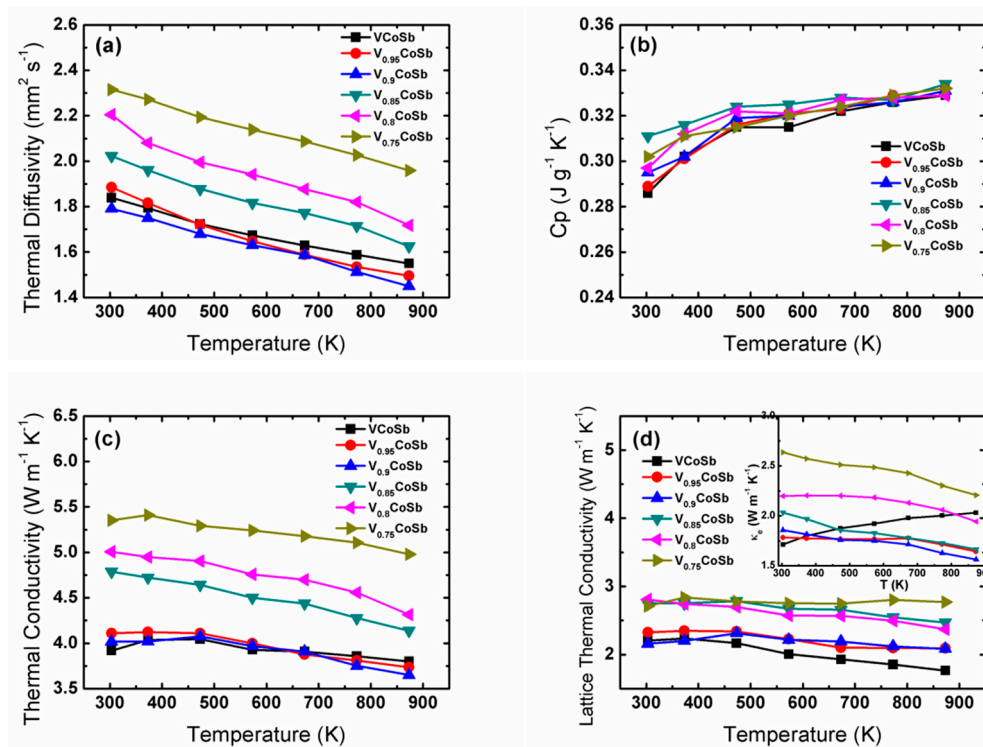 (a)
VCoSb
V0.95CoSb
V0.9CoSb
V0.85CoSb
V0.8CoSb
V0.75CoSb
2.6
2.4
2.2
2.0
1.8
1.6
1.4
Thermal Diffusivity (mm² s⁻¹)
300 400 500 600 700 800 900
Temperature (K)
(b)
0.36
0.34
0.32
0.30
0.28
0.26
0.24
Cp (J g⁻¹ K⁻¹)
VCoSb
V0.95CoSb
V0.9CoSb
V0.85CoSb
V0.8CoSb
V0.75CoSb
300 400 500 600 700 800 900
Temperature (K)
(c)
VCoSb
V0.95CoSb
V0.9CoSb
V0.85CoSb
V0.8CoSb
V0.75CoSb
6.5
6.0
5.5
5.0
4.5
4.0
3.5
Thermal Conductivity (W m⁻¹ K⁻¹)
300 400 500 600 700 800 900
Temperature (K)
(d)
VCoSb
V0.95CoSb
V0.9CoSb
V0.85CoSb
V0.8CoSb
V0.75CoSb
5
4
3
2
Lattice Thermal Conductivity (W m⁻¹ K⁻¹)
3.0
2.5
2.0
1.5
κe (W m⁻¹ K⁻¹)
300 400 500 600 700 800 900
T (K)
300 400 500 600 700 800 900
Temperature (K)